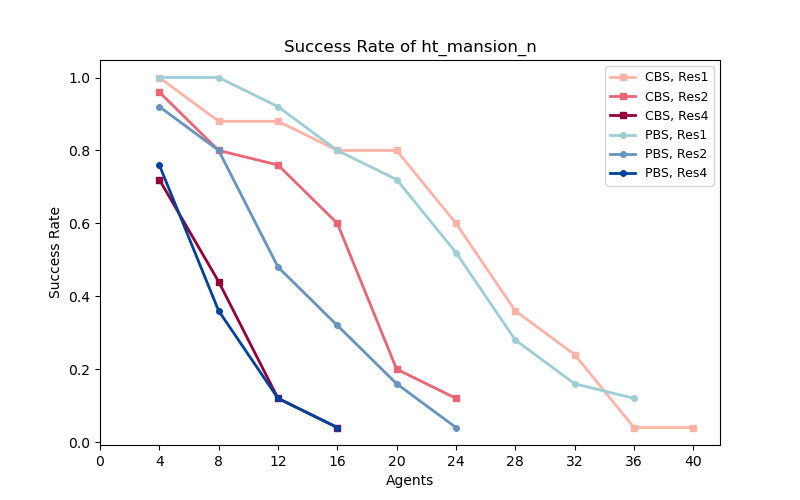 Success Rate of ht_mansion_n
CBS, Res1
CBS, Res2
CBS, Res4
PBS, Res1
PBS, Res2
PBS, Res4
Success Rate
1.0
0.8
0.6
0.4
0.2
0.0
0 4 8 12 16 20 24 28 32 36 40
Agents